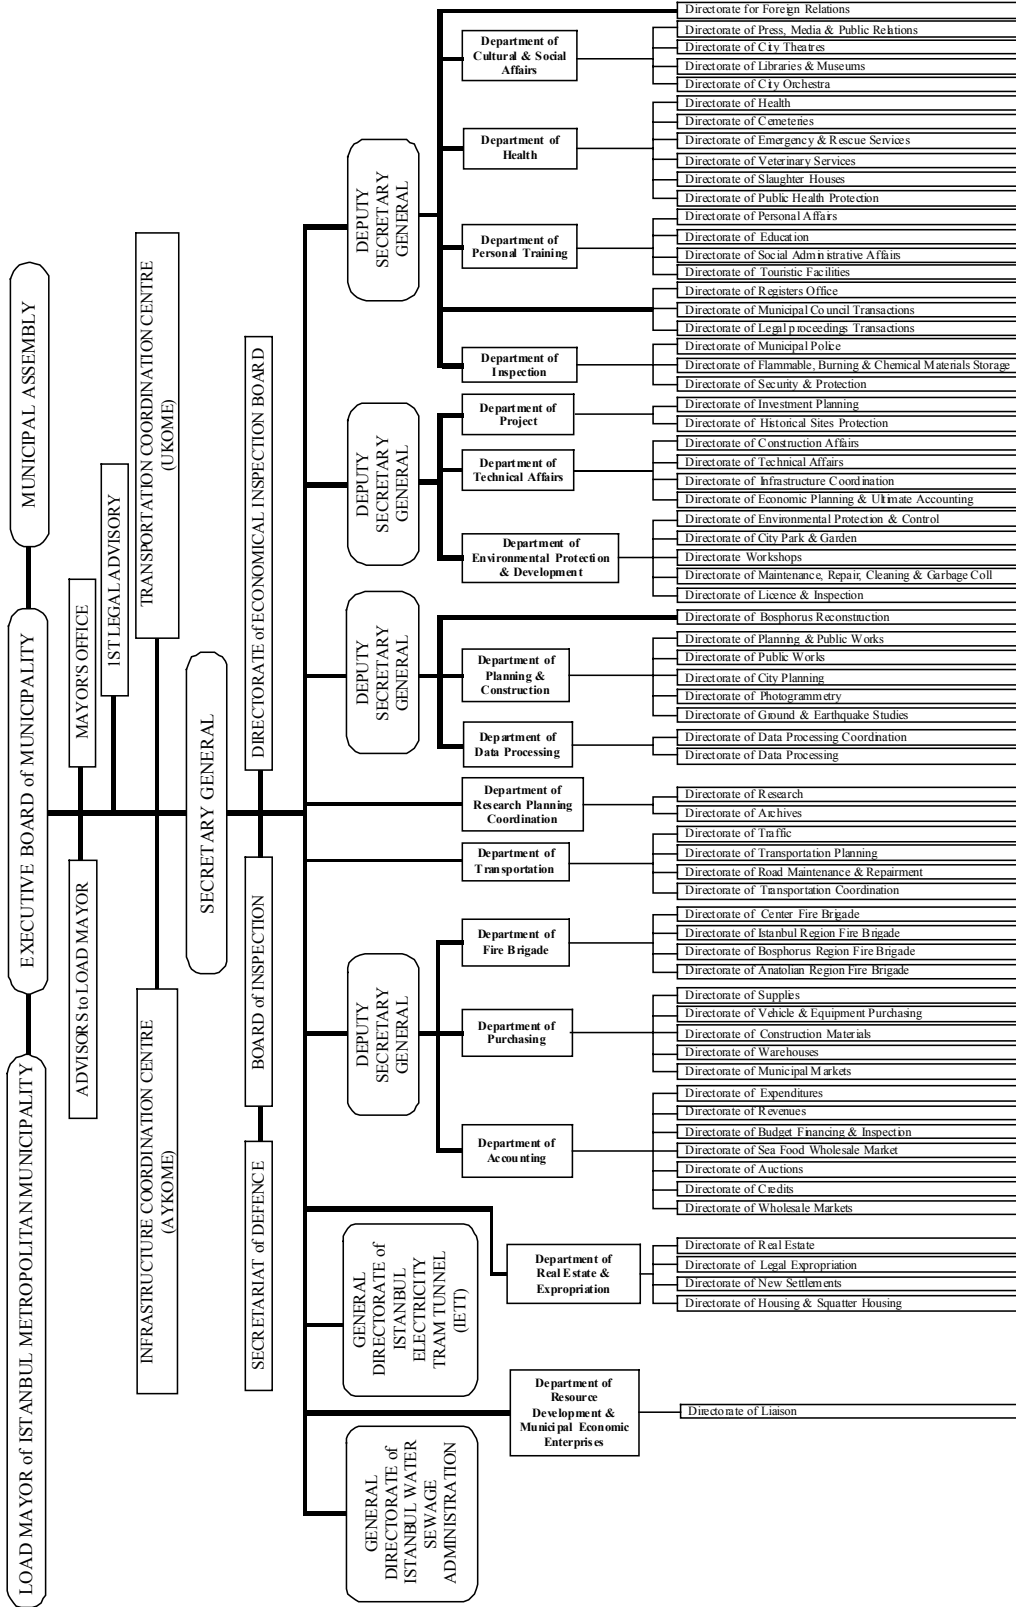 LOAD MAYOR of ISTANBUL METROPOLITAN MUNICIPALITY
EXECUTIVE BOARD of MUNICIPALITY
MUNICIPAL ASSEMBLY
ADVISORS to LOAD MAYOR
MAYOR'S OFFICE
1ST LEGAL ADVISORY
INFRASTRUCTURE COORDINATION CENTRE
(AYKOME)
TRANSPORTATION COORDINATION CENTRE
(UKOME)
SECRETARY GENERAL
SECRETARIAT of DEFENCE
BOARD of INSPECTION
DIRECTORATE of ECONOMICAL INSPECTION BOARD
DEPUTY
SECRETARY
GENERAL
Directorate for Foreign Relations
Department of
Cultural & Social
Affairs
Directorate of Press, Media & Public Relations
Directorate of City Theatres
Directorate of Libraries & Museums
Directorate of City Orchestra
Department of
Health
Directorate of Health
Directorate of Cemeteries
Directorate of Emergency & Rescue Services
Directorate of Veterinary Services
Directorate of Slaughter Houses
Directorate of Public Health Protection
Department of
Personal Training
Directorate of Personal Affairs
Directorate of Education
Directorate of Social Administrative Affairs
Directorate of Touristic Facilities
Directorate of Registers Office
Directorate of Municipal Council Transactions
Directorate of Legal proceedings Transactions
Department of
Inspection
Directorate of Municipal Police
Directorate of Flammable, Burning & Chemical Materials Storage
Directorate of Security & Protection
DEPUTY
SECRETARY
GENERAL
Department of
Project
Directorate of Investment Planning
Directorate of Historical Sites Protection
Department of
Technical Affairs
Directorate of Construction Affairs
Directorate of Technical Affairs
Directorate of Infrastructure Coordination
Directorate of Economic Planning & Ultimate Accounting
Department of
Environmental Protection
& Development
Directorate of Environmental Protection & Control
Directorate of City Park & Garden
Directorate Workshops
Directorate of Maintenance, Repair, Cleaning & Garbage Coll
Directorate of Licence & Inspection
DEPUTY
SECRETARY
GENERAL
Directorate of Bosphorus Reconstruction
Department of
Planning &
Construction
Directorate of Planning & Public Works
Directorate of Public Works
Directorate of City Planning
Directorate of Photogrammetry
Directorate of Ground & Earthquake Studies
Department of
Data Processing
Directorate of Data Processing Coordination
Directorate of Data Processing
Department of
Research Planning
Coordination
Directorate of Research
Directorate of Archives
Department of
Transportation
Directorate of Traffic
Directorate of Transportation Planning
Directorate of Road Maintenance & Repairment
Directorate of Transportation Coordination
DEPUTY
SECRETARY
GENERAL
Department of
Fire Brigade
Directorate of Center Fire Brigade
Directorate of Istanbul Region Fire Brigade
Directorate of Bosphorus Region Fire Brigade
Directorate of Anatolian Region Fire Brigade
Department of
Purchasing
Directorate of Supplies
Directorate of Vehicle & Equipment Purchasing
Directorate of Construction Materials
Directorate of Warehouses
Directorate of Municipal Markets
Department of
Accounting
Directorate of Expenditures
Directorate of Revenues
Directorate of Budget Financing & Inspection
Directorate of Sea Food Wholesale Market
Directorate of Auctions
Directorate of Credits
Directorate of Wholesale Markets
Department of
Real Estate &
Expropriation
Directorate of Real Estate
Directorate of Legal Expropriation
Directorate of New Settlements
Directorate of Housing & Squatter Housing
GENERAL
DIRECTORATE of
ISTANBUL
ELECTRICITY
TRAM TUNNEL
(IETT)
Department of
Resource
Development &
Municipal Economic
Enterprises
Directorate of Liaison
GENERAL
DIRECTORATE of
ISTANBUL WATER
SEWAGE
ADMINISTRATION